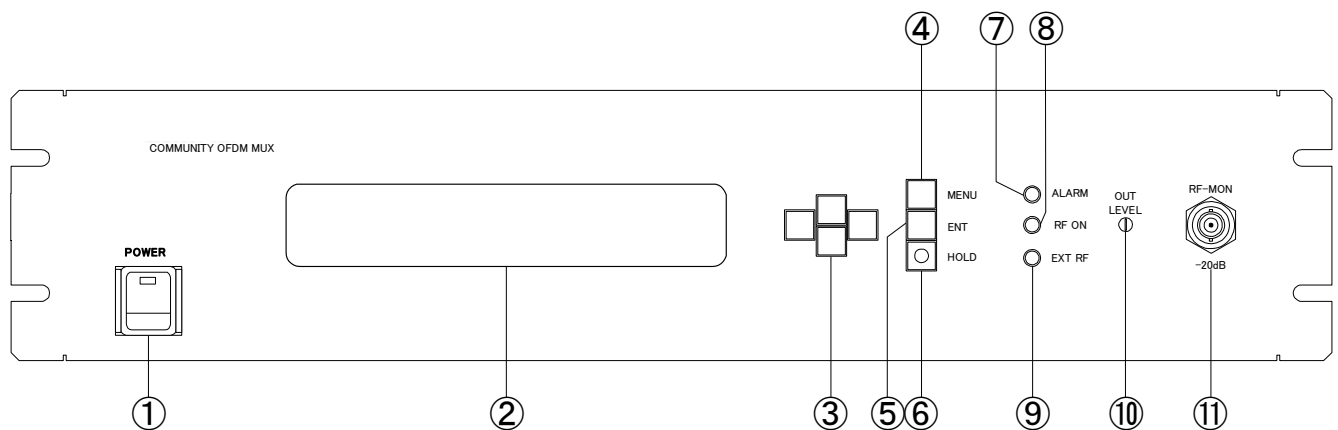 ④ ⑦ ⑧
COMMUNITY OFDM MUX
POWER
MENU
ENT
HOLD
ALARM
RF ON
EXT RF
OUT
LEVEL
RF-MON
-20dB
① ② ③ ⑤ ⑥ ⑨ ⑩ ⑪